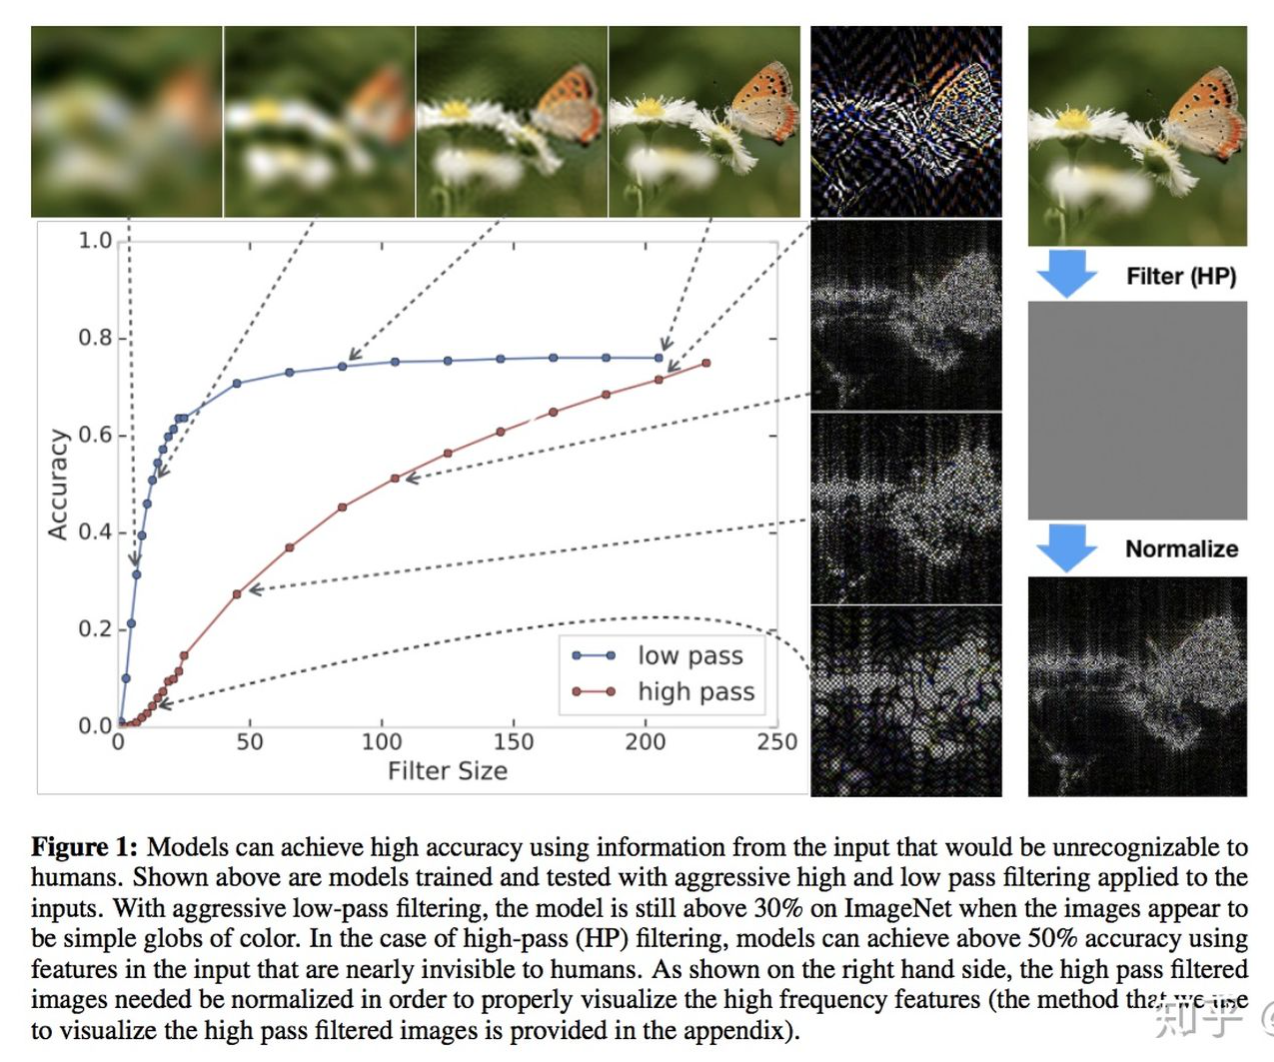 Filter (HP)
Normalize
1.0
0.8
0.6
0.4
0.2
0.0
Accuracy
low pass
high pass
0 50 100 150 200 250
Filter Size
Figure 1: Models can achieve high accuracy using information from the input that would be unrecognizable to
humans. Shown above are models trained and tested with aggressive high and low pass filtering applied to the
inputs. With aggressive low-pass filtering, the model is still above 30% on ImageNet when the images appear to
be simple globs of color. In the case of high-pass (HP) filtering, models can achieve above 50% accuracy using
features in the input that are nearly invisible to humans. As shown on the right hand side, the high pass filtered
images needed be normalized in order to properly visualize the high frequency features (the method that we use
to visualize the high pass filtered images is provided in the appendix).
知乎 @